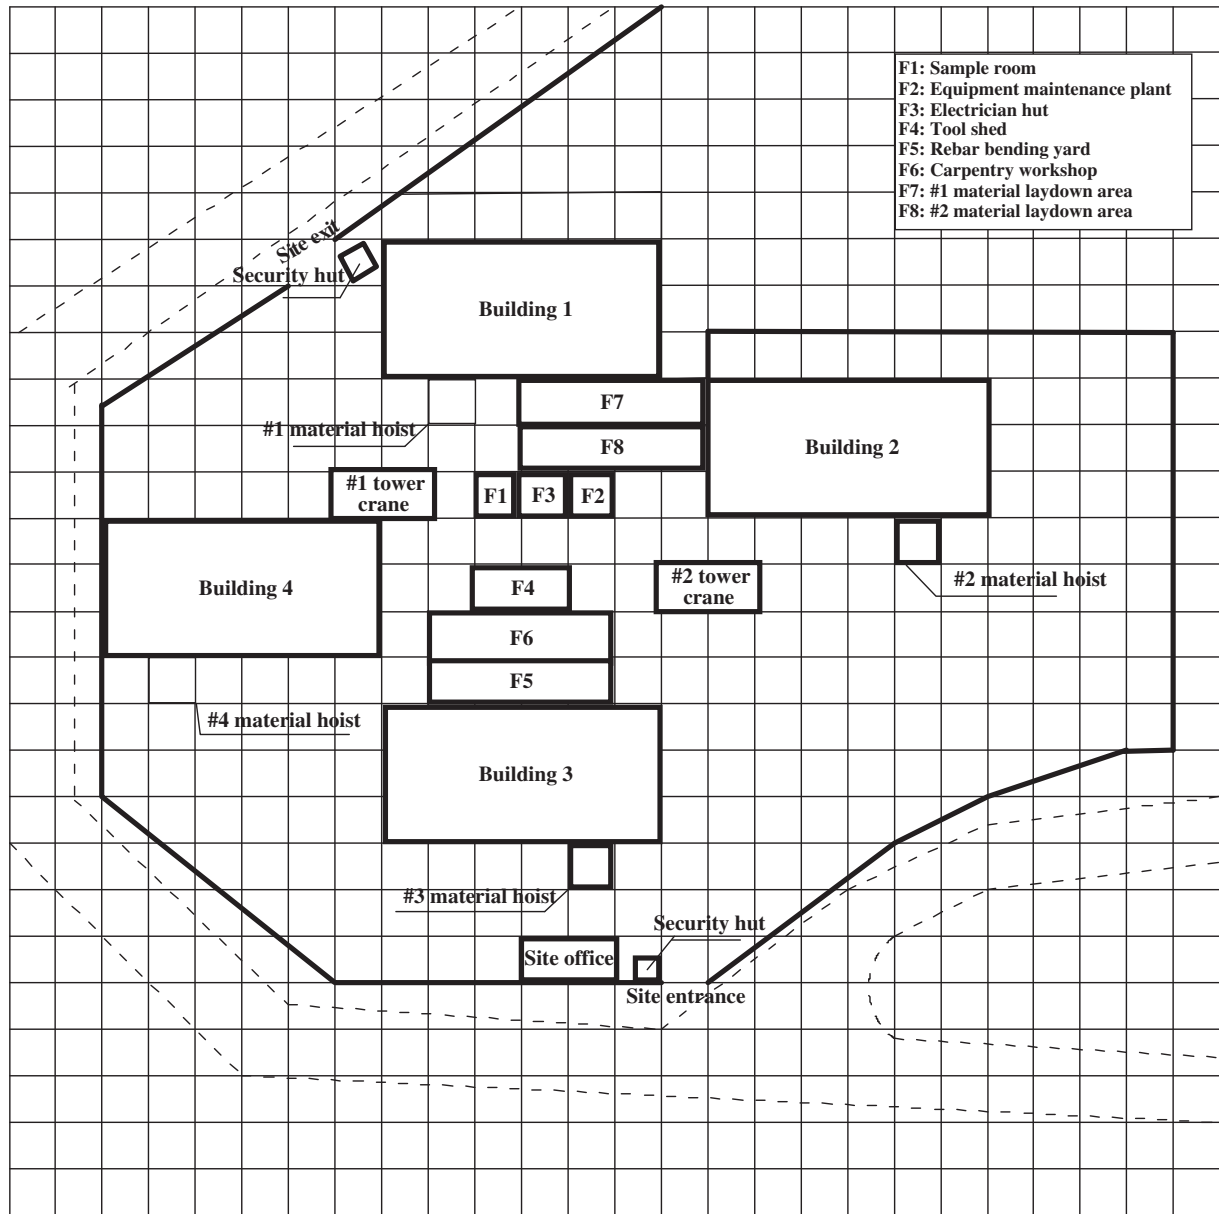 F1: Sample room
F2: Equipment maintenance plant
F3: Electrician hut
F4: Tool shed
F5: Rebar bending yard
F6: Carpentry workshop
F7: #1 material laydown area
F8: #2 material laydown area
Site exit
Security hut
Building 1
F7
#1 material hoist
F8
Building 2
#1 tower
crane
F1
F3
F2
Building 4
F4
#2 tower
crane
#2 material hoist
F6
F5
#4 material hoist
Building 3
#3 material hoist
Security hut
Site office
Site entrance